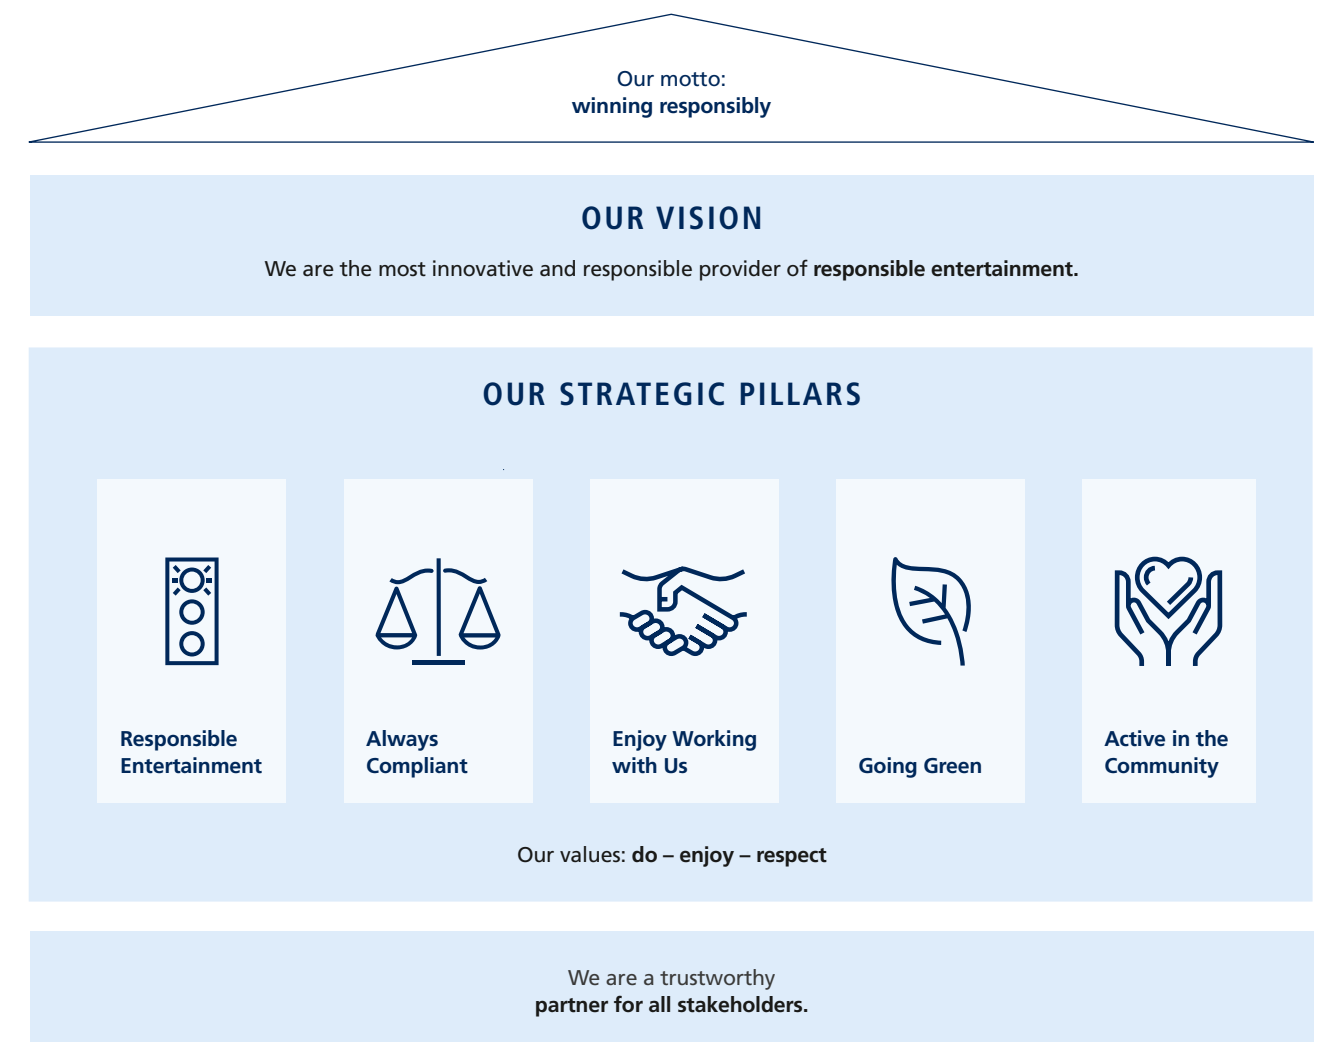 Our motto:
winning responsibly
OUR VISION
We are the most innovative and responsible provider of responsible entertainment.
OUR STRATEGIC PILLARS
Responsible
Entertainment
Always
Compliant
Enjoy Working
with Us
Going Green
Active in the
Community
Our values: do – enjoy – respect
We are a trustworthy
partner for all stakeholders.